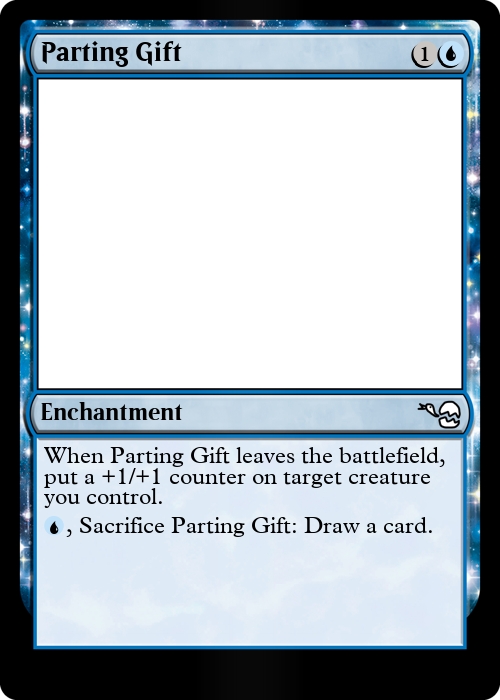 Parting Gift 1
Enchantment
When Parting Gift leaves the battlefield,
put a +1/+1 counter on target creature
you control.
, Sacrifice Parting Gift: Draw a card.